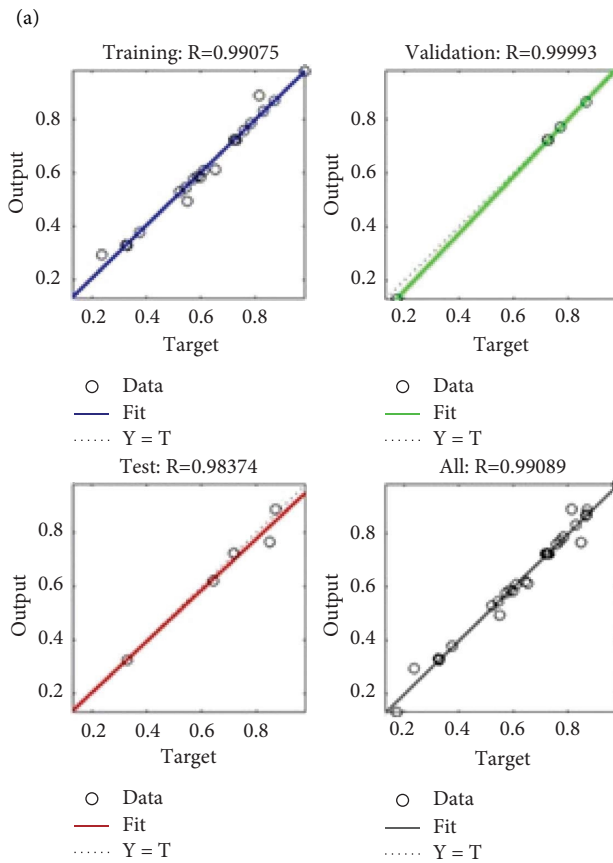 (a)
Training: R=0.99075
Output
0.8
0.6
0.4
0.2
0.2 0.4 0.6 0.8
Target
Data
Fit
Y = T
Validation: R=0.99993
Output
0.8
0.6
0.4
0.2
0.2 0.4 0.6 0.8
Target
Data
Fit
Y = T
Test: R=0.98374
Output
0.8
0.6
0.4
0.2
0.2 0.4 0.6 0.8
Target
Data
Fit
Y = T
All: R=0.99089
Output
0.8
0.6
0.4
0.2
0.2 0.4 0.6 0.8
Target
Data
Fit
Y = T